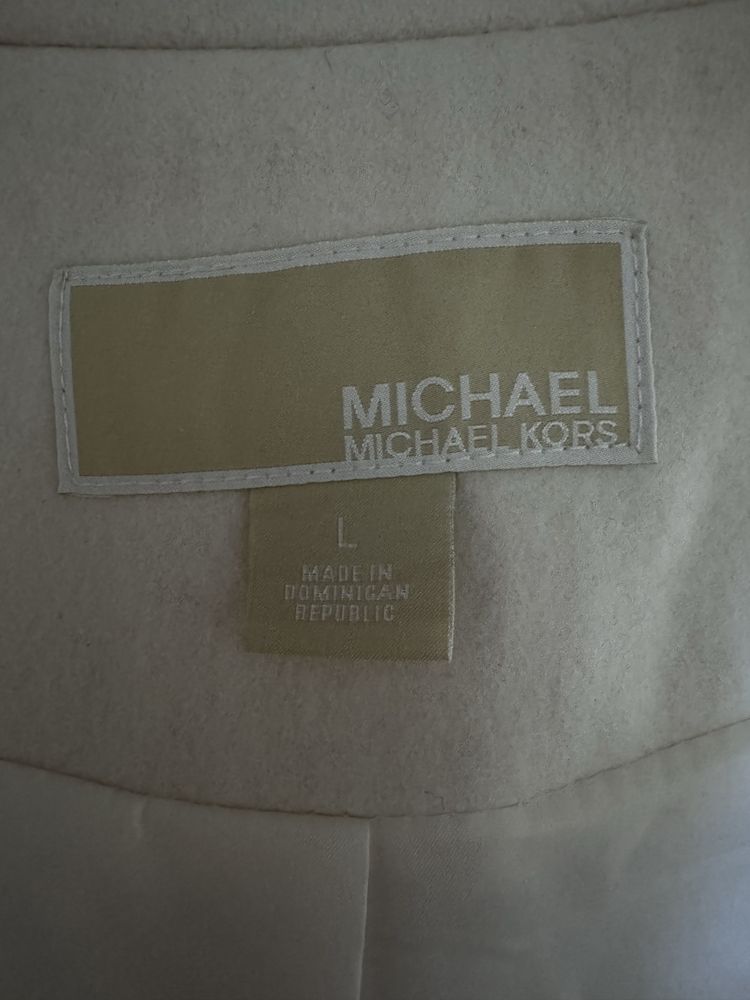 MICHAEL
MICHAEL KORS
L
MADE IN
DOMINICAN
REPUBLIC